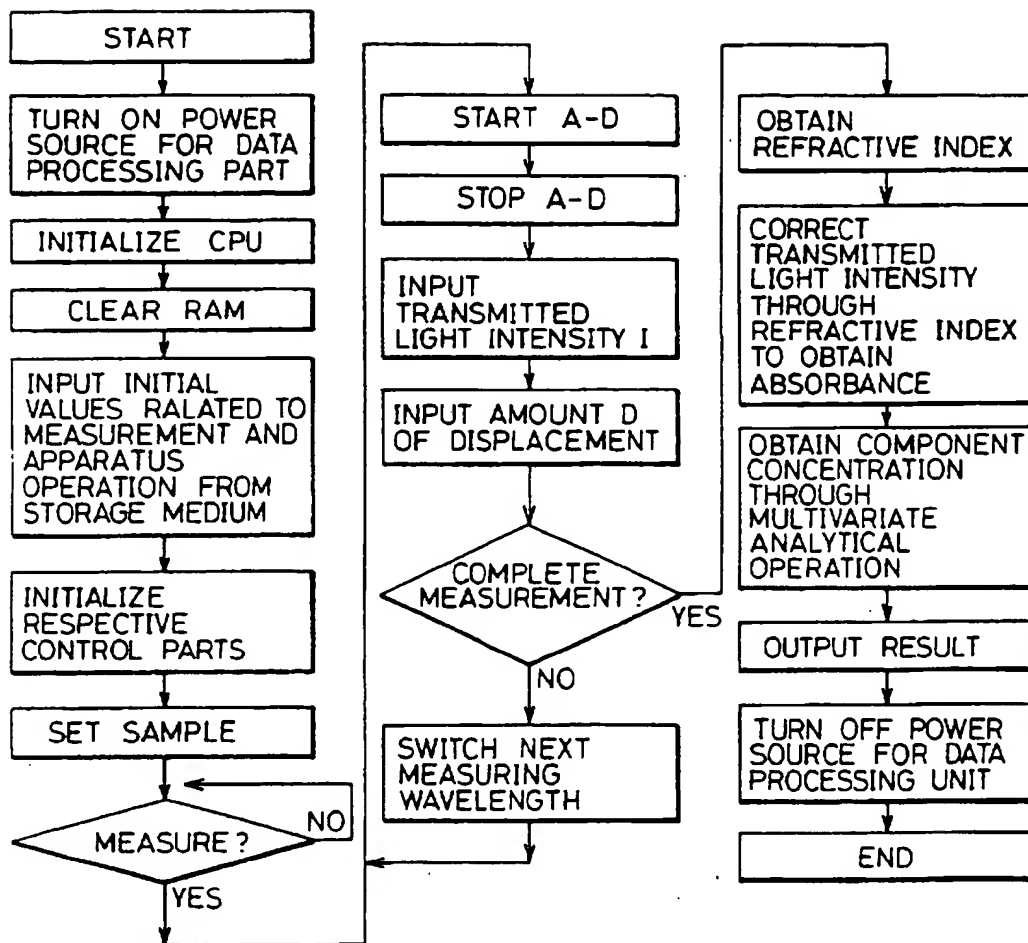 START
TURN ON POWER
SOURCE FOR DATA
PROCESSING PART
INITIALIZE CPU
CLEAR RAM
INPUT INITIAL
VALUES RALATED TO
MEASUREMENT AND
APPARATUS
OPERATION FROM
STORAGE MEDIUM
INITIALIZE
RESPECTIVE
CONTROL PARTS
SET SAMPLE
MEASURE?
NO
YES
START A-D
STOP A-D
INPUT
TRANSMITTED
LIGHT INTENSITY I
INPUT AMOUNT D
OF DISPLACEMENT
COMPLETE
MEASUREMENT?
YES
NO
SWITCH NEXT
MEASURING
WAVELENGTH
OBTAIN
REFRACTIVE INDEX
CORRECT
TRANSMITTED
LIGHT INTENSITY
THROUGH
REFRACTIVE INDEX
TO OBTAIN
ABSORBANCE
OBTAIN COMPONENT
CONCENTRATION
THROUGH
MULTIVARIATE
ANALYTICAL
OPERATION
OUTPUT RESULT
TURN OFF POWER
SOURCE FOR DATA
PROCESSING UNIT
END